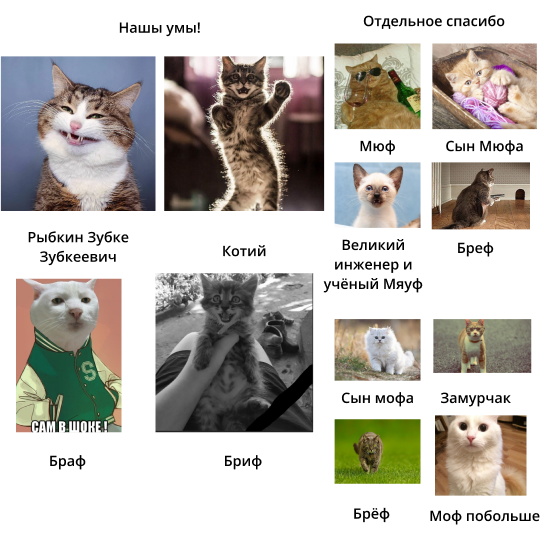 Нашы умы!
Рыбкин Зубке
Зубкеевич
Котий
S
САМ В ШОКЕ!
Браф
Бриф
Отдельное спасибо
Мюф
Сын Мюфа
Великий
инженер и
учёный Мяуф
Бреф
Сын мофа
Замурчак
Брёф
Моф побольше